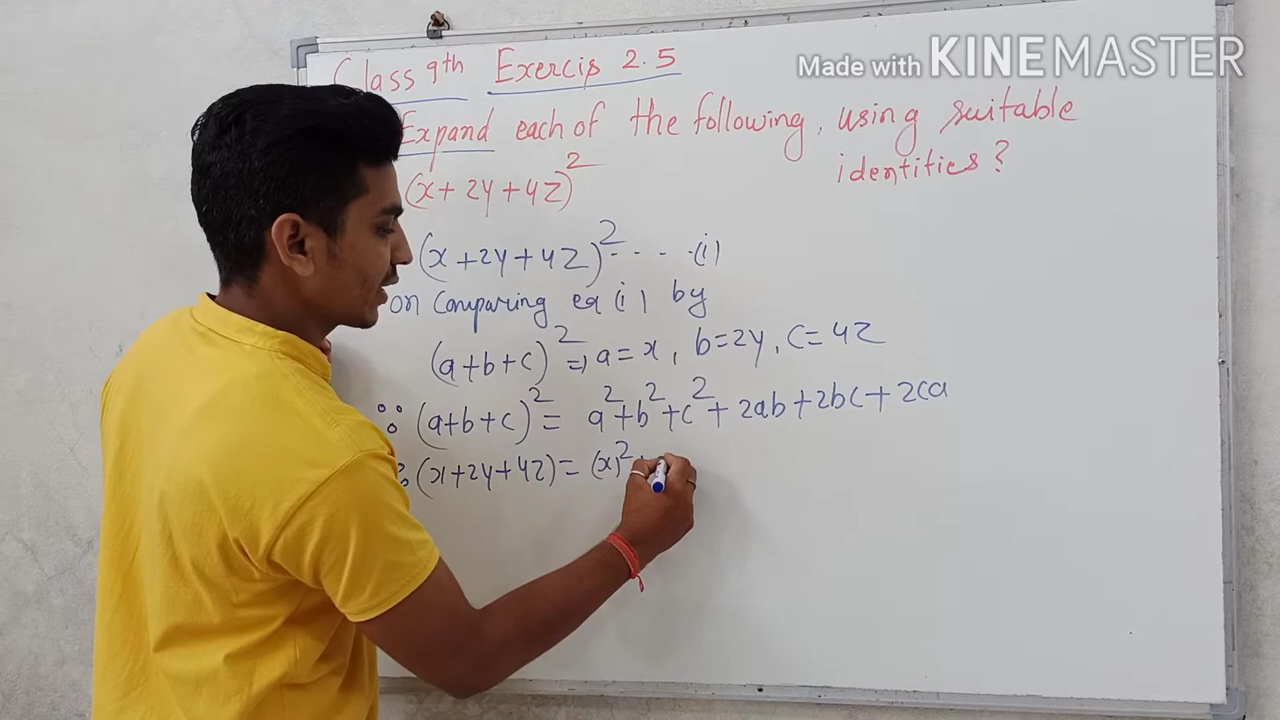 Made with KINEMASTER
Class 9th Exercis 2.5
Expand each of the following, using suitable
identities?
(x+2y+4z)²
(x+2y+4z)² - - - (i)
on Comparing eq (i) by
(a+b+c)² ⇒ a=x, b=2y, c=4z
∵ (a+b+c)² = a²+b²+c²+2ab+2bc+2ca
(x+2y+4z) = (x)²